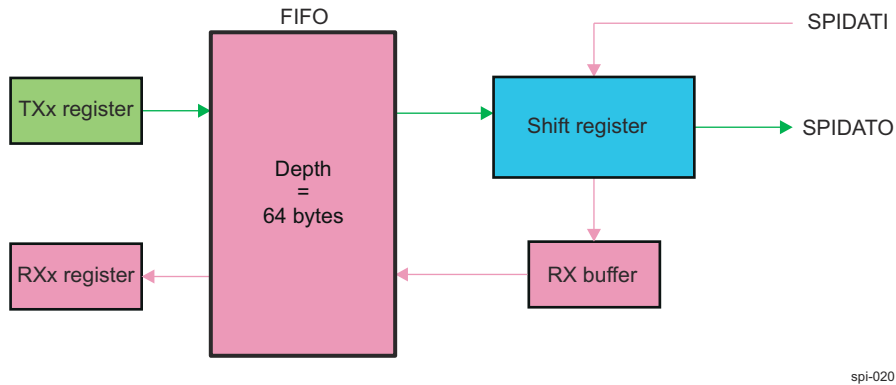 FIFO
SPIDATI
TXx register
Shift register
SPIDATO
Depth
=
64 bytes
RXx register
RX buffer
spi-020